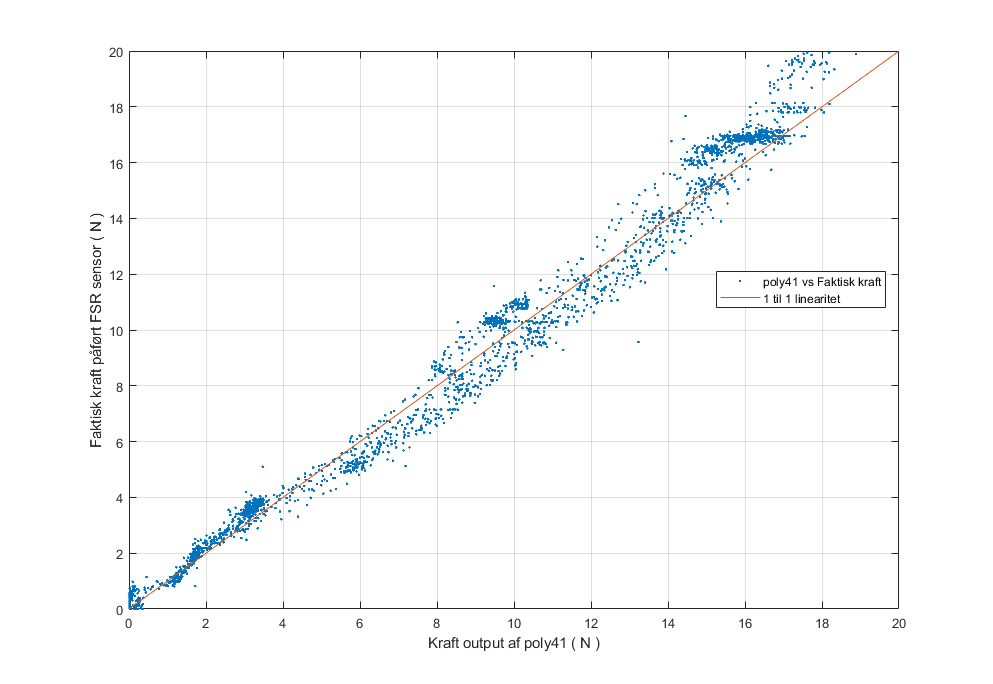 20
18
16
14
12
10
8
6
4
2
0
Faktisk kraft påført FSR sensor ( N )
poly41 vs Faktisk kraft
1 til 1 linearitet
0 2 4 6 8 10 12 14 16 18 20
Kraft output af poly41 ( N )